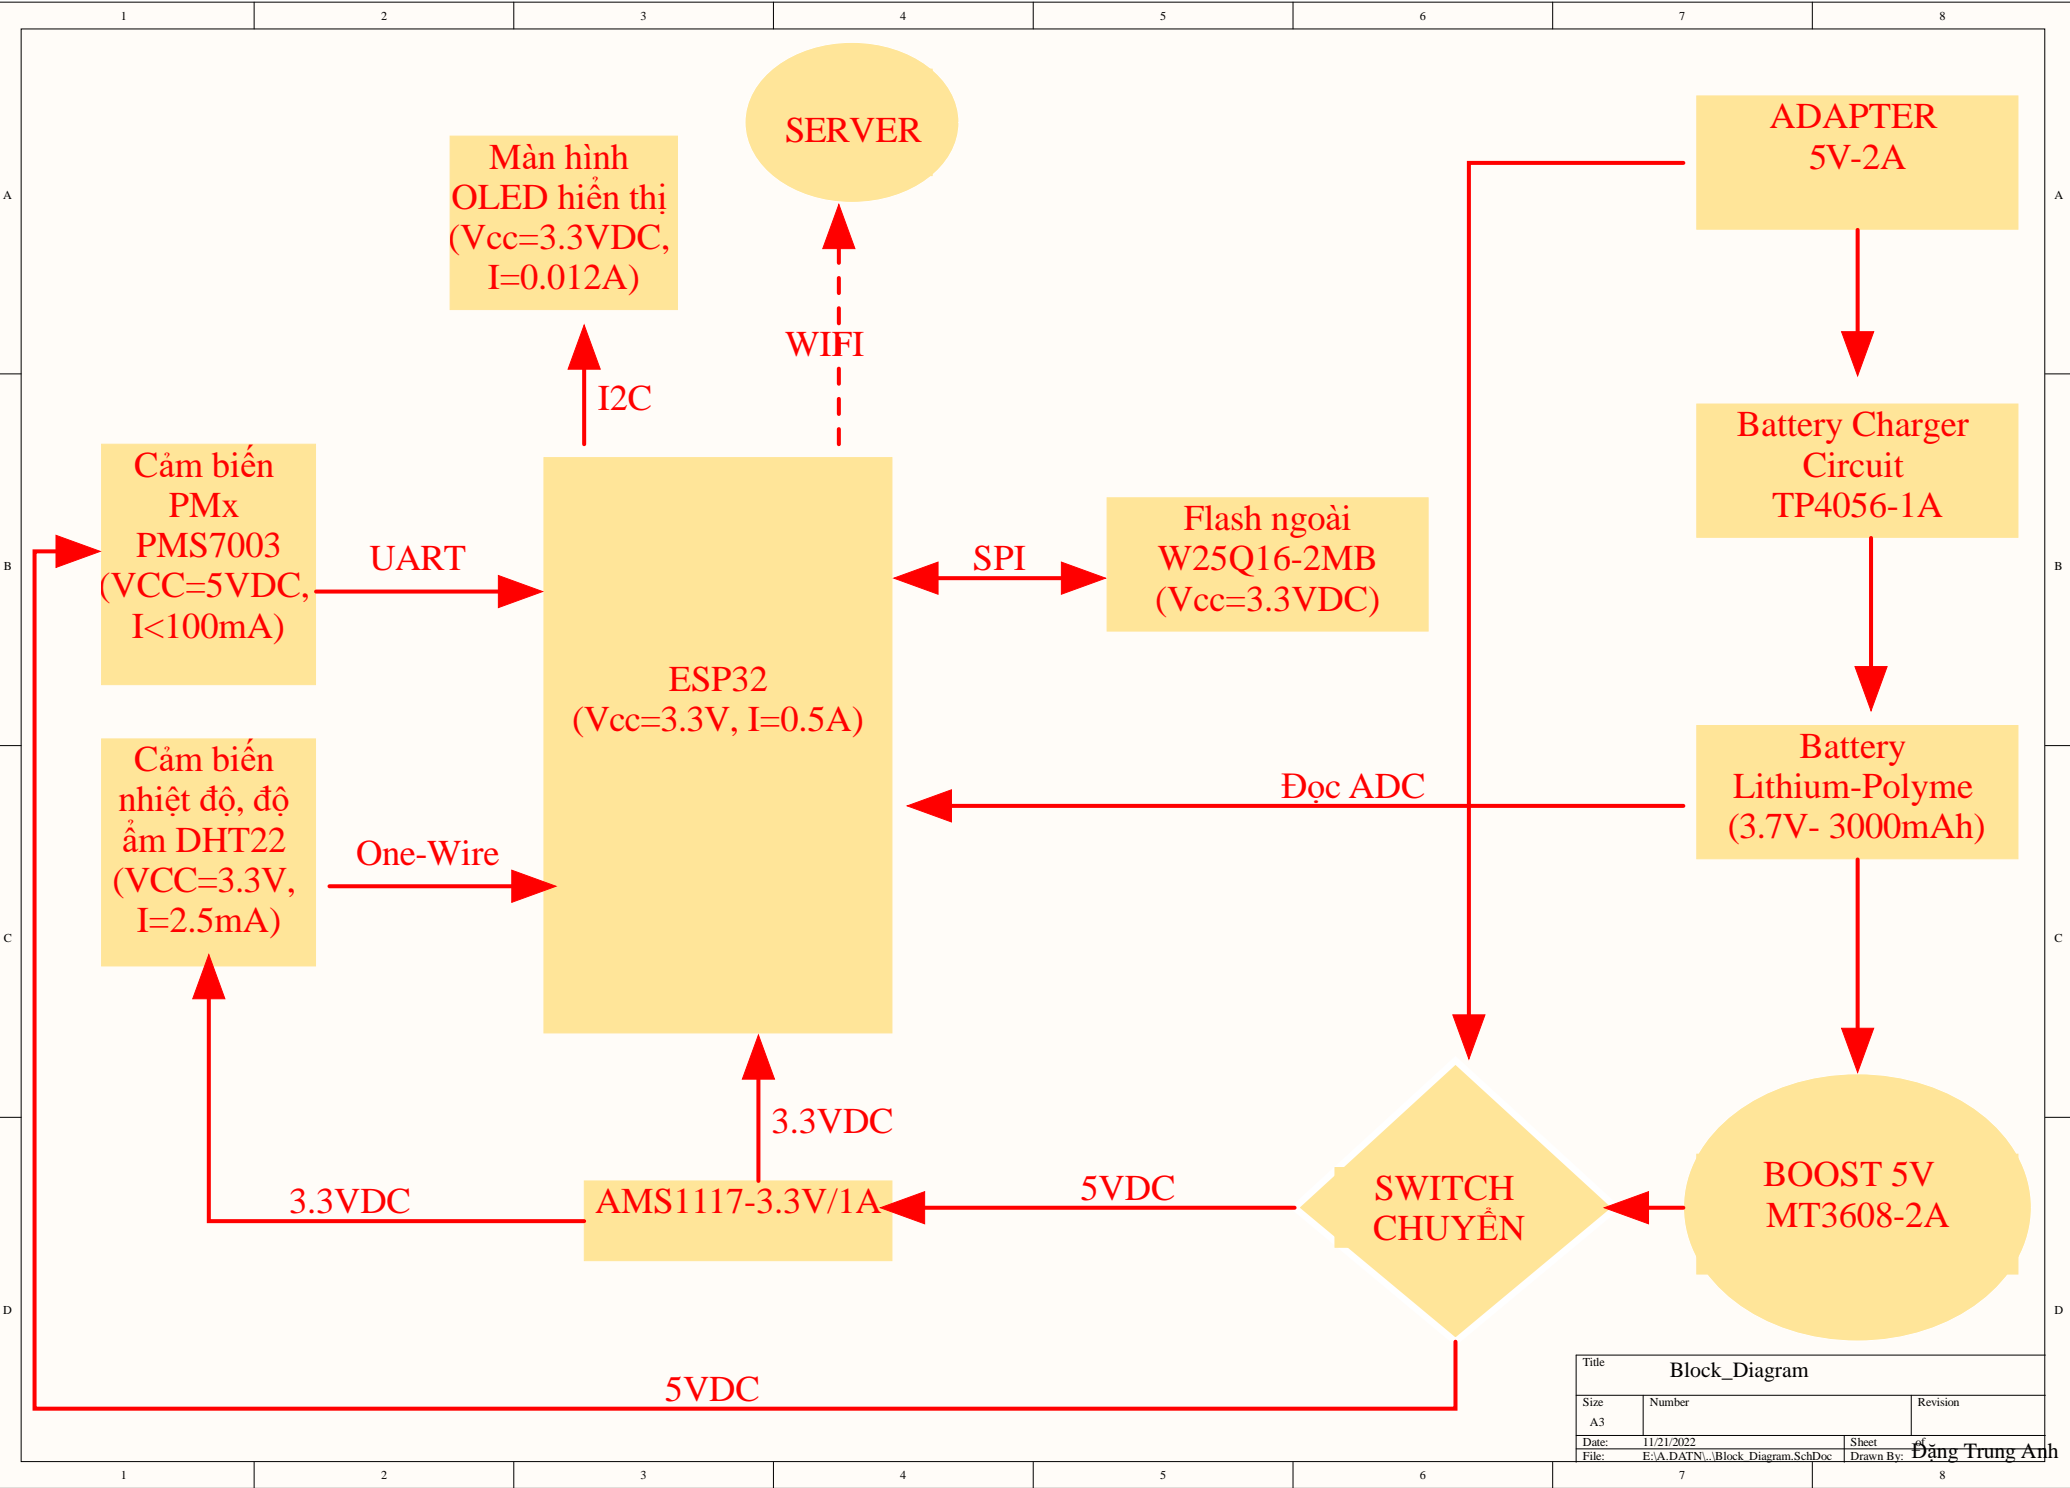 1 2 3 4 5 6 7 8
A
A
B
B
C
C
D
D
SERVER
ADAPTER
5V-2A
Màn hình
OLED hiển thị
(Vcc=3.3VDC,
I=0.012A)
WIFI
I2C
Battery Charger
Circuit
TP4056-1A
Cảm biến
PMx
PMS7003
(VCC=5VDC,
I<100mA)
UART
SPI
Flash ngoài
W25Q16-2MB
(Vcc=3.3VDC)
ESP32
(Vcc=3.3V, I=0.5A)
Battery
Lithium-Polyme
(3.7V- 3000mAh)
Đọc ADC
Cảm biến
nhiệt độ, độ
ẩm DHT22
(VCC=3.3V,
I=2.5mA)
One-Wire
3.3VDC
3.3VDC
AMS1117-3.3V/1A
5VDC
SWITCH
CHUYỂN
BOOST 5V
MT3608-2A
5VDC
Title
Block_Diagram
Size
A3
Number
Revision
Date: 11/21/2022
Sheet of
File: E:\A.DATN\..\Block_Diagram.SchDoc
Drawn By: Đặng Trung Anh
1 2 3 4 5 6 7 8